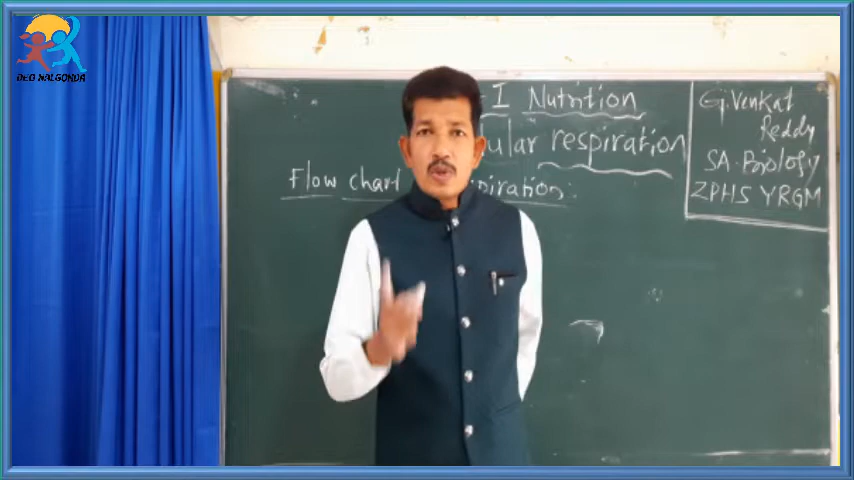 DEO NALGONDA
-I Nutrition
ular respiration
Flow chart piration:
G.Venkat
Reddy
SA.Biology
ZPHS YRGM